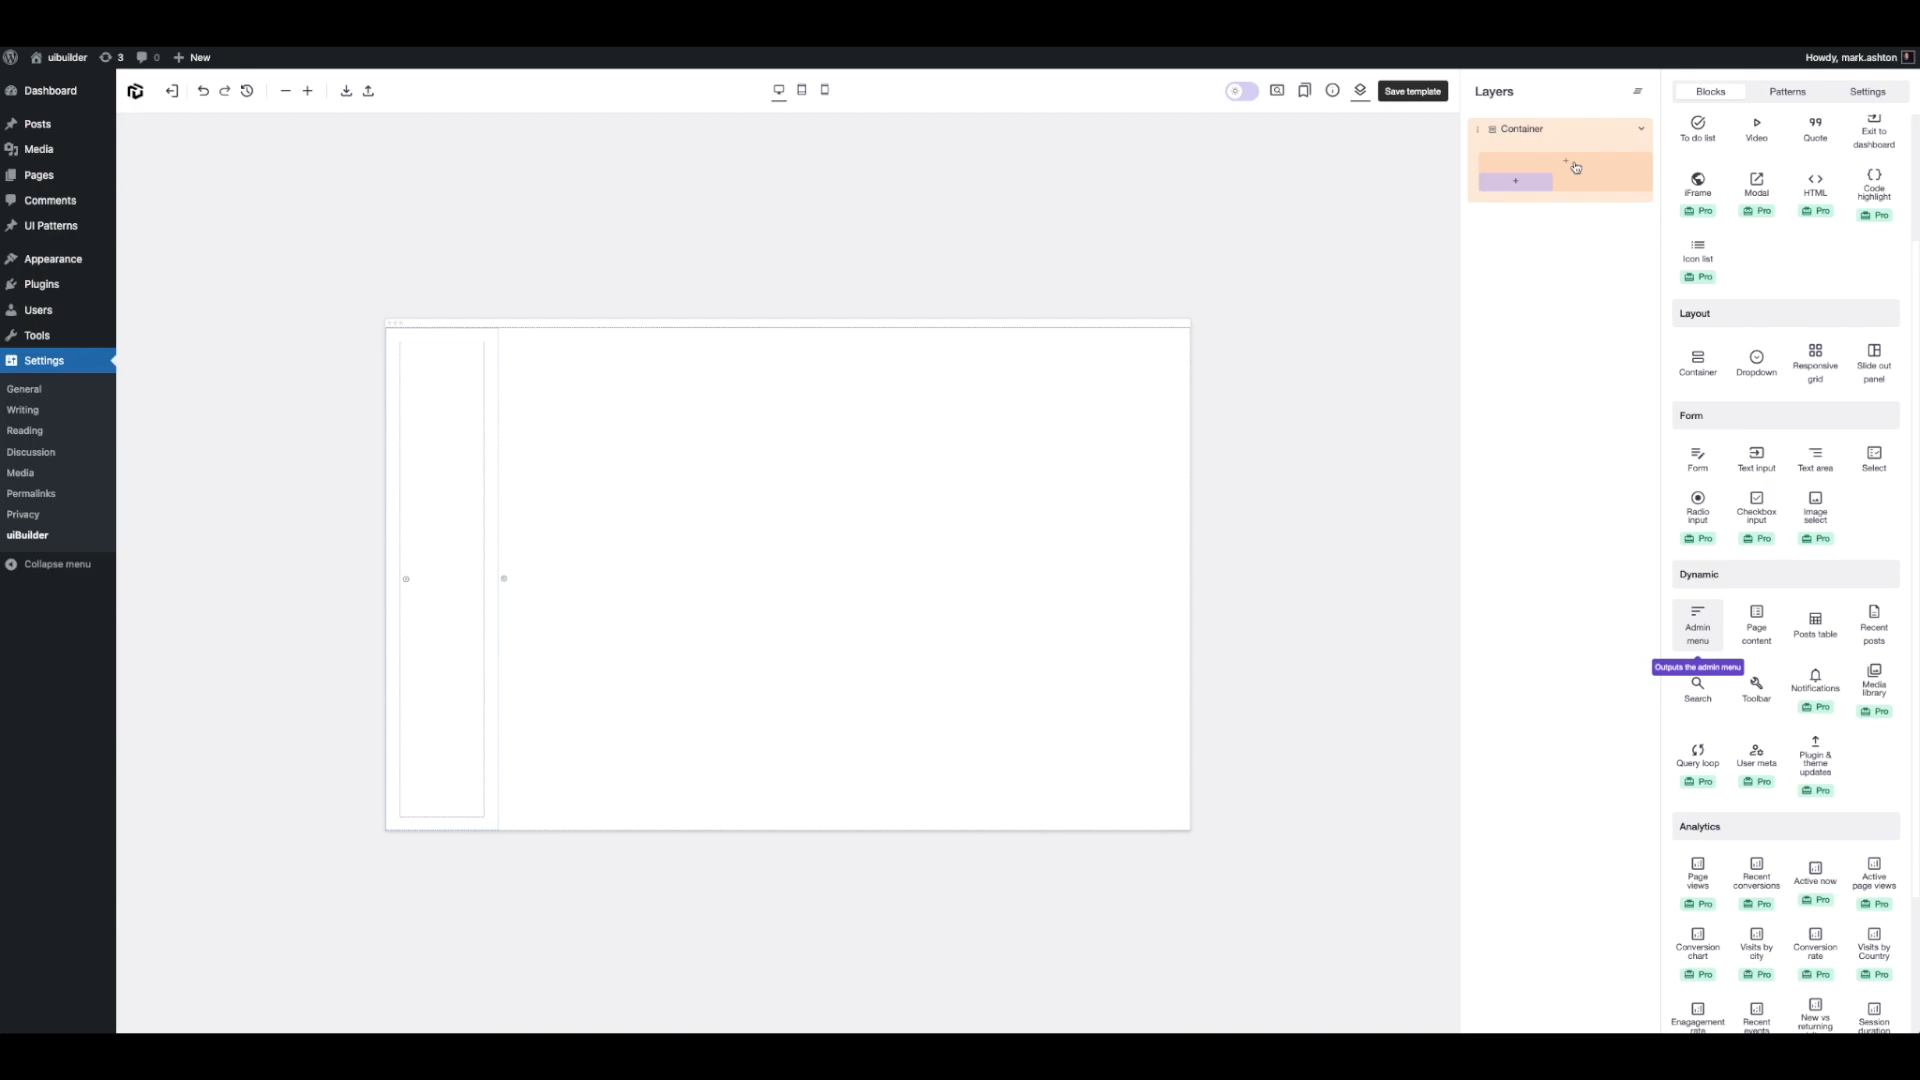 uibuilder
3
0
New
Howdy, mark.ashton
Dashboard
Posts
Media
Pages
Comments
UI Patterns
Appearance
Plugins
Users
Tools
Settings
General
Writing
Reading
Discussion
Media
Permalinks
Privacy
uiBuilder
Collapse menu
Save template
Layers
Container
Blocks
Patterns
Settings
To do list
Video
Quote
Exit to
dashboard
iFrame
Modal
HTML
Code
highlight
Pro
Pro
Pro
Pro
Icon list
Pro
Layout
Container
Dropdown
Responsive
grid
Slide out
panel
Form
Form
Text input
Text area
Select
Radio
input
Checkbox
input
Image
select
Pro
Pro
Pro
Dynamic
Admin
menu
Page
content
Posts table
Recent
posts
Outputs the admin menu
Search
Toolbar
Notifications
Media
library
Pro
Pro
Query loop
User meta
Plugin &
theme
updates
Pro
Pro
Pro
Analytics
Page
views
Recent
conversions
Active now
Active
page views
Pro
Pro
Pro
Pro
Conversion
chart
Visits by
city
Conversion
rate
Visits by
Country
Pro
Pro
Pro
Pro
Enagagement
rate
Recent
events
New vs
returning
Session
duration